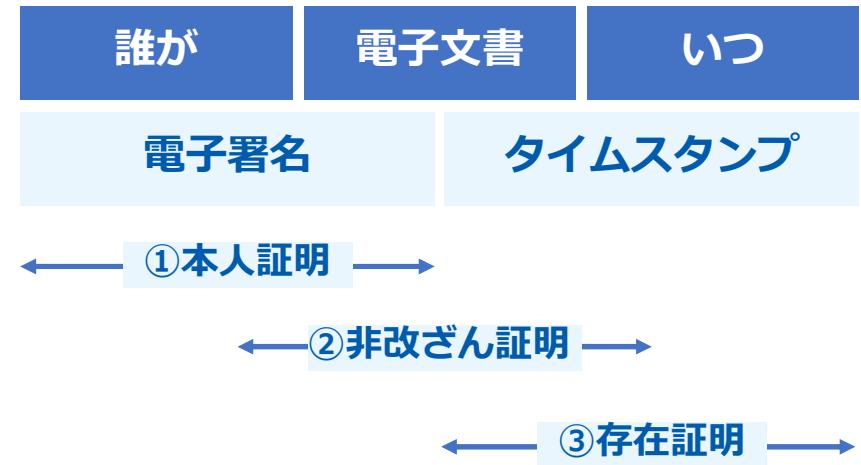 誰が 電子文書 いつ
電子署名 タイムスタンプ
①本人証明
②非改ざん証明
③存在証明